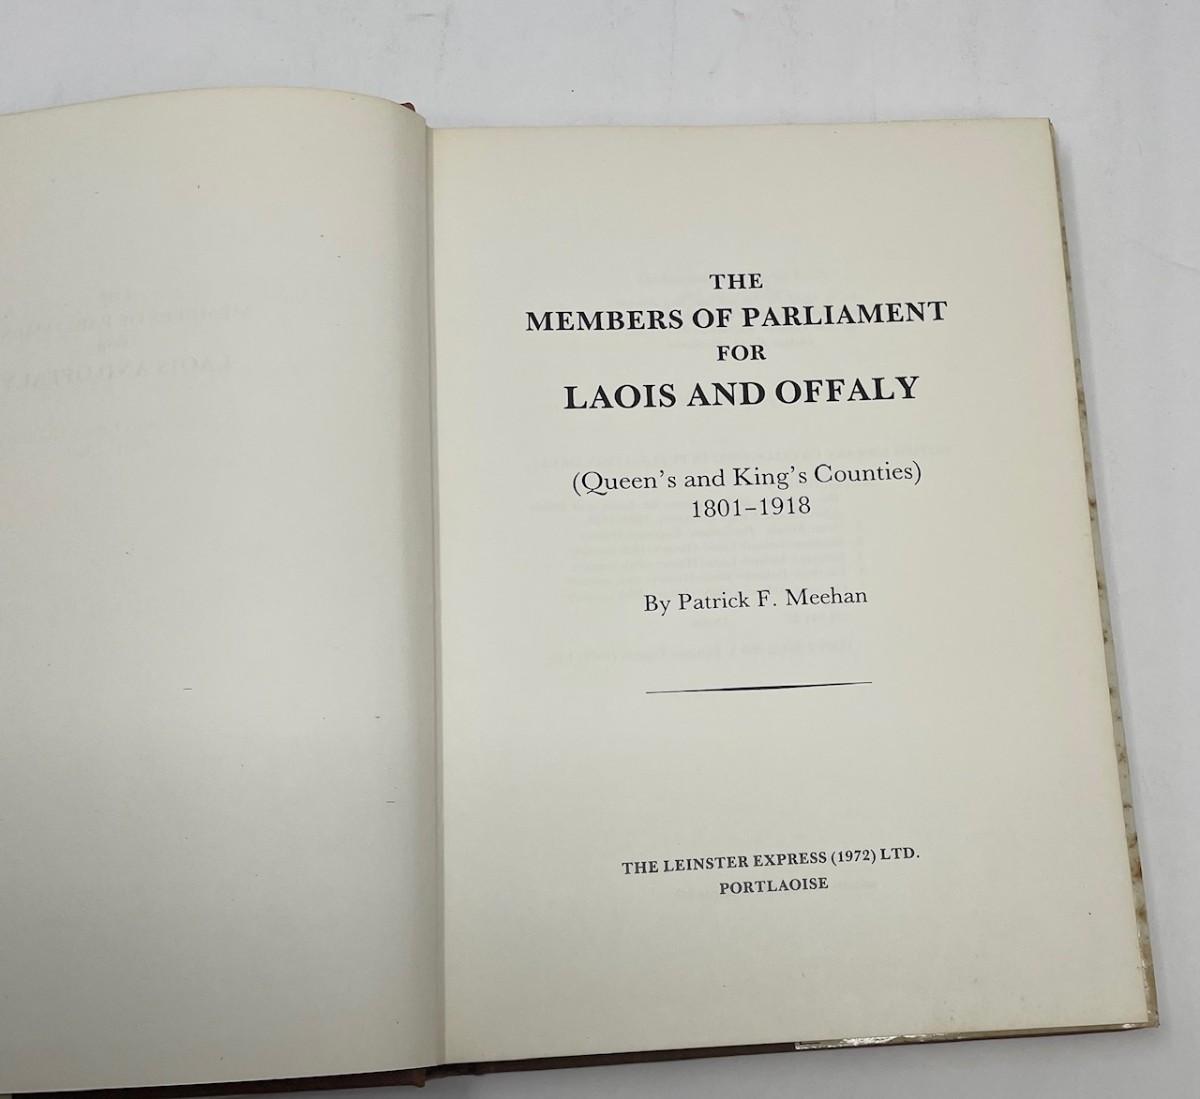 THE
MEMBERS OF PARLIAMENT
FOR
LAOIS AND OFFALY
(Queen's and King's Counties)
1801–1918
By Patrick F. Meehan
THE LEINSTER EXPRESS (1972) LTD.
PORTLAOISE